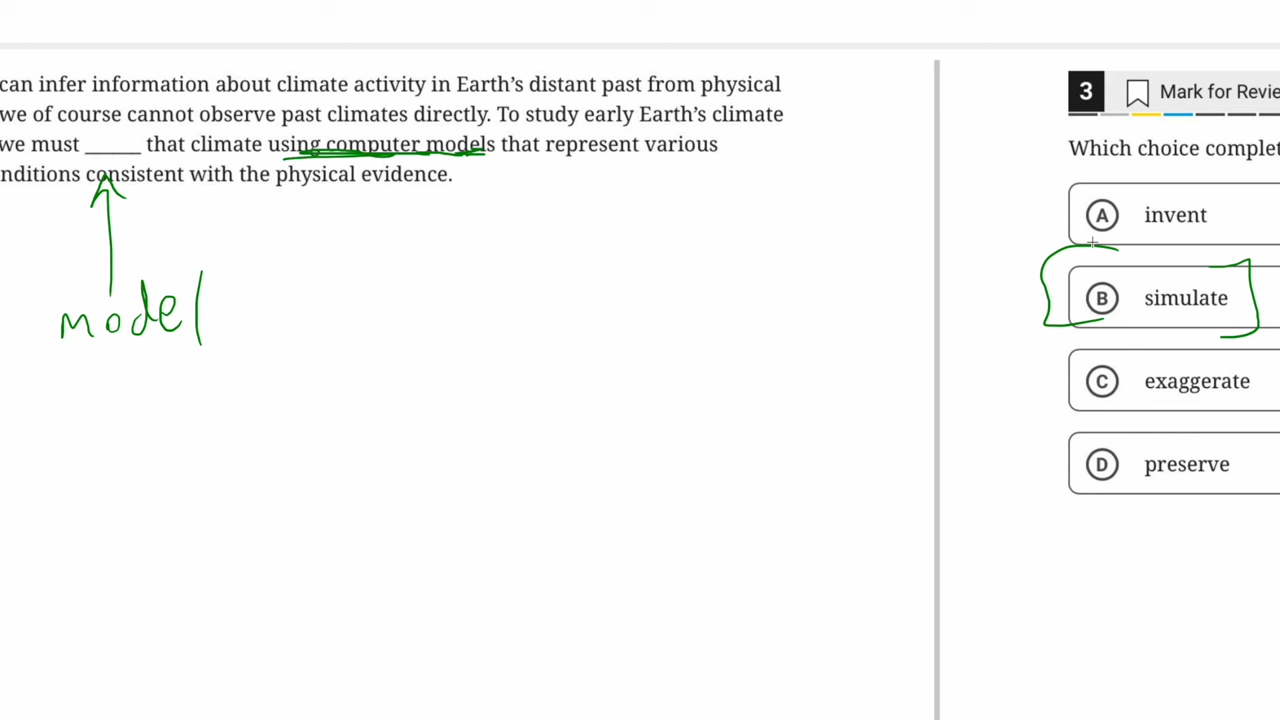 can infer information about climate activity in Earth's distant past from physical
we of course cannot observe past climates directly. To study early Earth's climate
we must ______ that climate using computer models that represent various
nditions consistent with the physical evidence.
model
3 Mark for Revie
Which choice complet
A invent
B simulate
C exaggerate
D preserve